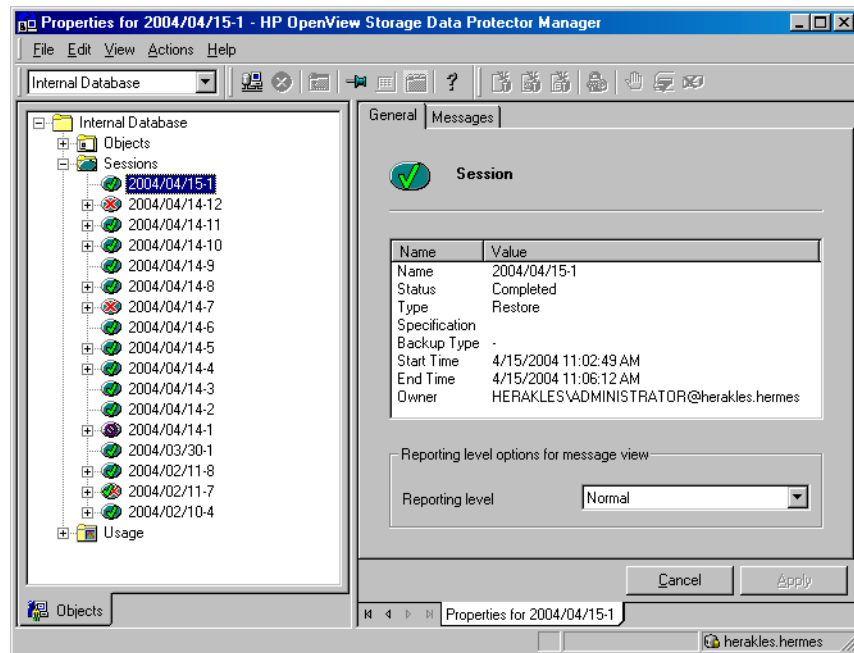 Properties for 2004/04/15-1 - HP OpenView Storage Data Protector Manager
File Edit View Actions Help
Internal Database
Internal Database
Objects
Sessions
2004/04/15-1
2004/04/14-12
2004/04/14-11
2004/04/14-10
2004/04/14-9
2004/04/14-8
2004/04/14-7
2004/04/14-6
2004/04/14-5
2004/04/14-4
2004/04/14-3
2004/04/14-2
2004/04/14-1
2004/03/30-1
2004/02/11-8
2004/02/11-7
2004/02/10-4
Usage
Objects
General Messages
Session
Name Value
Name 2004/04/15-1
Status Completed
Type Restore
Specification
Backup Type -
Start Time 4/15/2004 11:02:49 AM
End Time 4/15/2004 11:06:12 AM
Owner HERAKLES\ADMINISTRATOR@herakles.hermes
Reporting level options for message view
Reporting level Normal
Cancel Apply
Properties for 2004/04/15-1
herakles.hermes